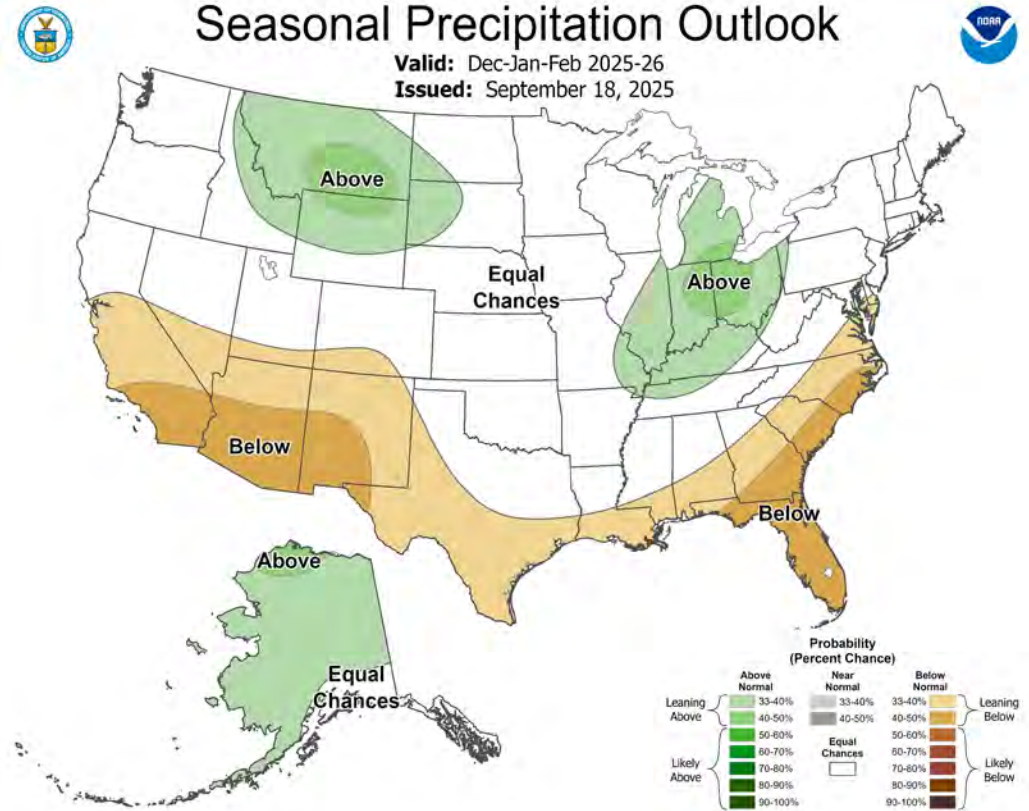 Seasonal Precipitation Outlook
NOAA
Valid: Dec-Jan-Feb 2025-26
Issued: September 18, 2025
Above
Equal
Chances
Above
Below
Below
Above
Equal
Chances
Probability
(Percent Chance)
Above
Normal
Near
Normal
Below
Normal
Leaning
Above
33-40%
40-50%
33-40%
40-50%
33-40%
40-50%
Leaning
Below
Likely
Above
50-60%
60-70%
70-80%
80-90%
90-100%
Equal
Chances
50-60%
60-70%
70-80%
80-90%
90-100%
Likely
Below